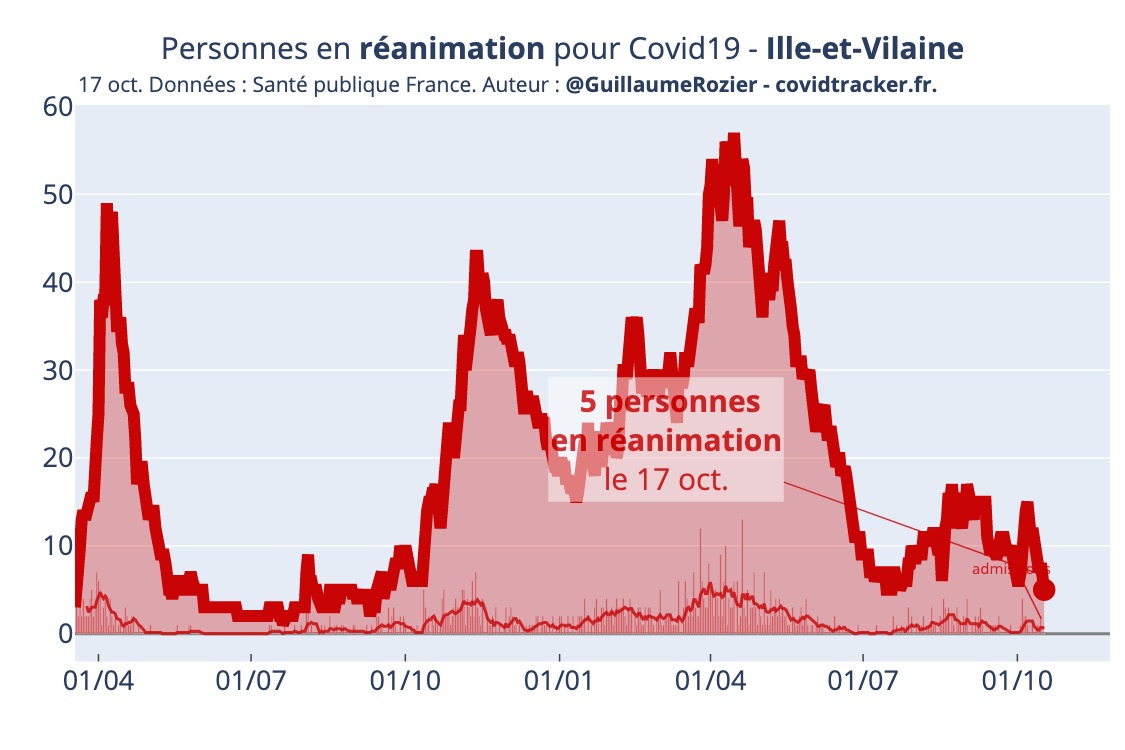 Personnes en réanimation pour Covid19 - Ille-et-Vilaine
17 oct. Données : Santé publique France. Auteur : @GuillaumeRozier - covidtracker.fr.
60
50
40
30
20
10
0
5 personnes
en réanimation
le 17 oct.
admissions
01/04
01/07
01/10
01/01
01/04
01/07
01/10